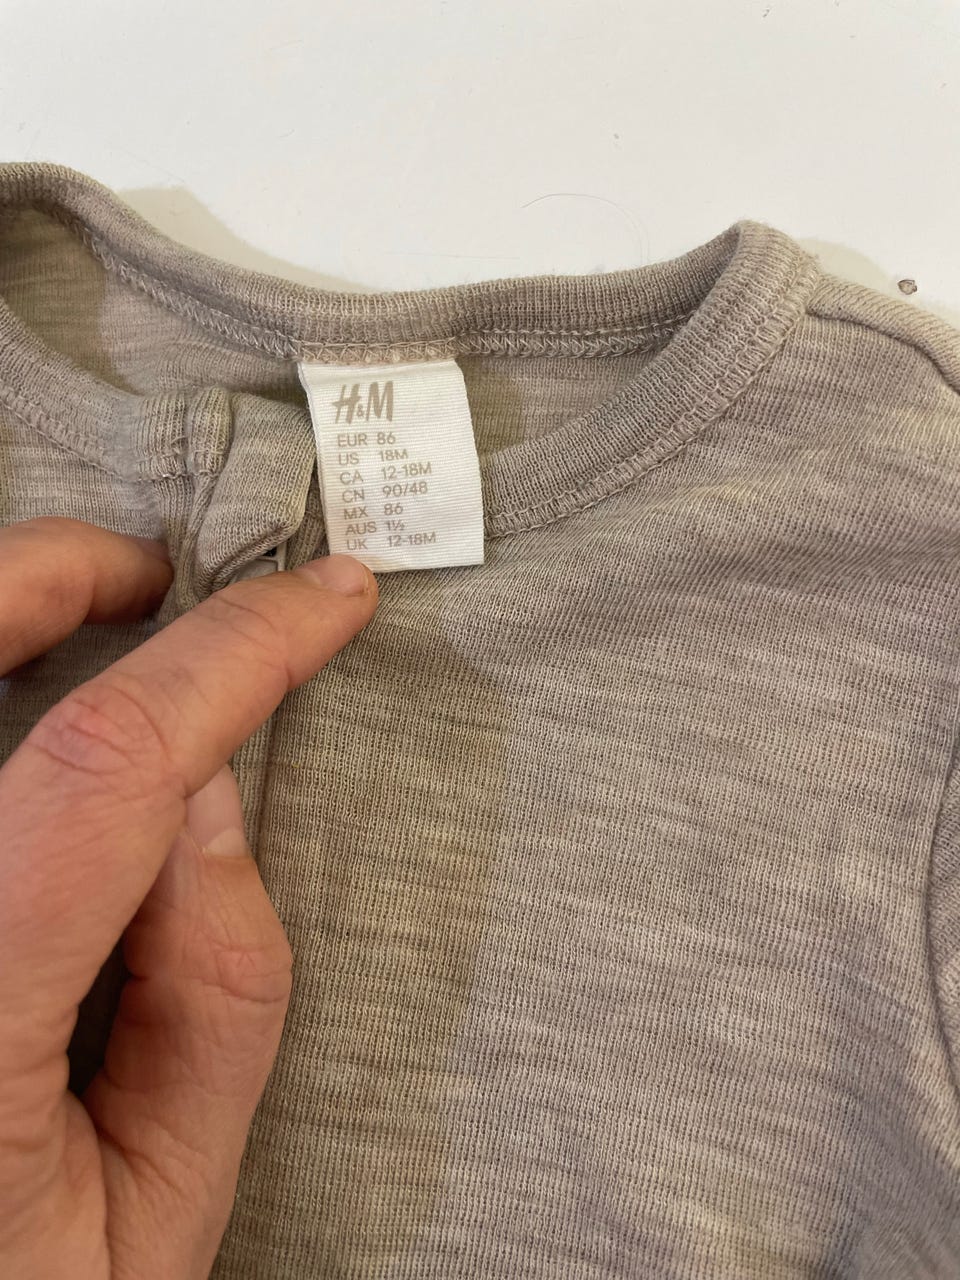 H&M
EUR 86
US 18M
CA 12-18M
CN 90/48
MX 86
AUS 1½
UK 12-18M